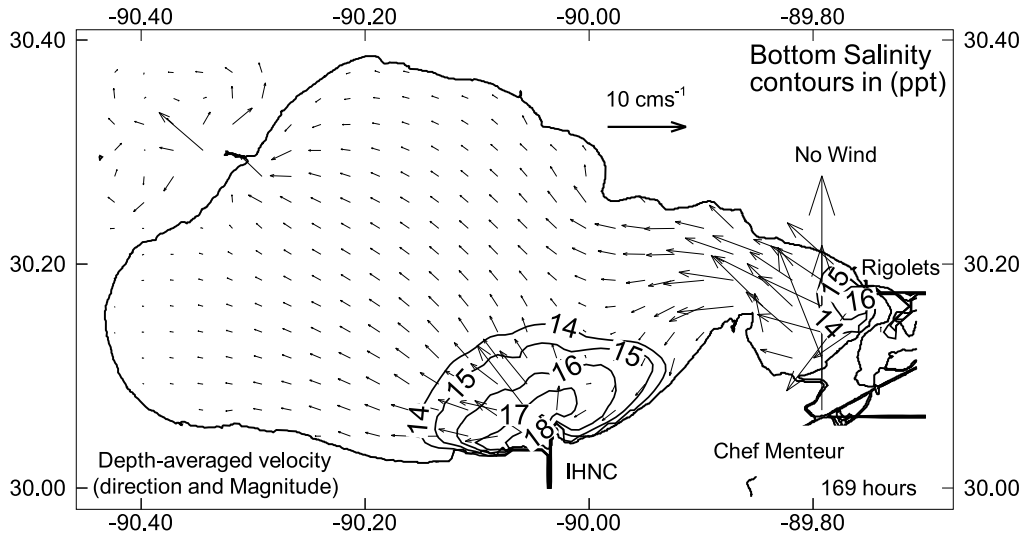 -90.40 -90.20 -90.00 -89.80
30.40 30.40
Bottom Salinity
contours in (ppt)
10 cms⁻¹
No Wind
30.20 30.20
Rigolets
15
16
14
14
15
16
15
14
17
18
Chef Menteur
Depth-averaged velocity
(direction and Magnitude)
IHNC
169 hours
30.00 30.00
-90.40 -90.20 -90.00 -89.80